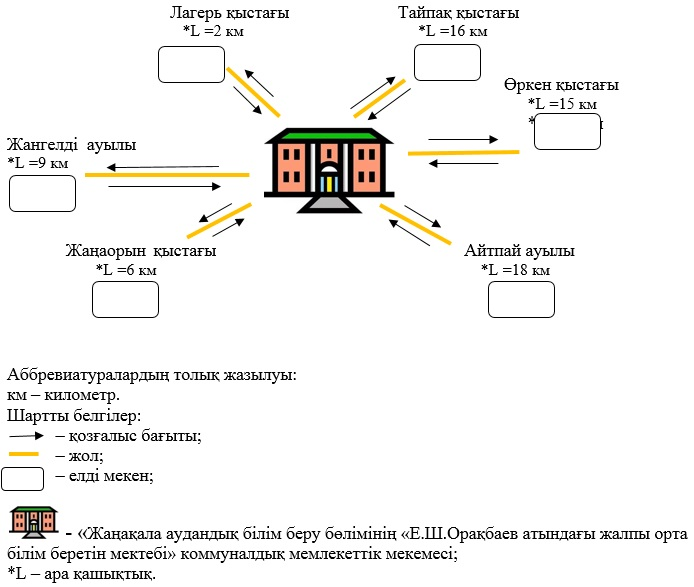 Лагерь қыстағы
*L =2 км
Тайпақ қыстағы
*L =16 км
Өркен қыстағы
*L =15 км
Жангелді ауылы
*L =9 км
Жаңаорын қыстағы
*L =6 км
Айтпай ауылы
*L =18 км
Аббревиатуралардың толық жазылуы:
км – километр.
Шартты белгілер:
– қозғалыс бағыты;
– жол;
– елді мекен;
- «Жаңақала аудандық білім беру бөлімінің «Е.Ш.Орақбаев атындағы жалпы орта
білім беретін мектебі» коммуналдық мемлекеттік мекемесі;
*L – ара қашықтық.